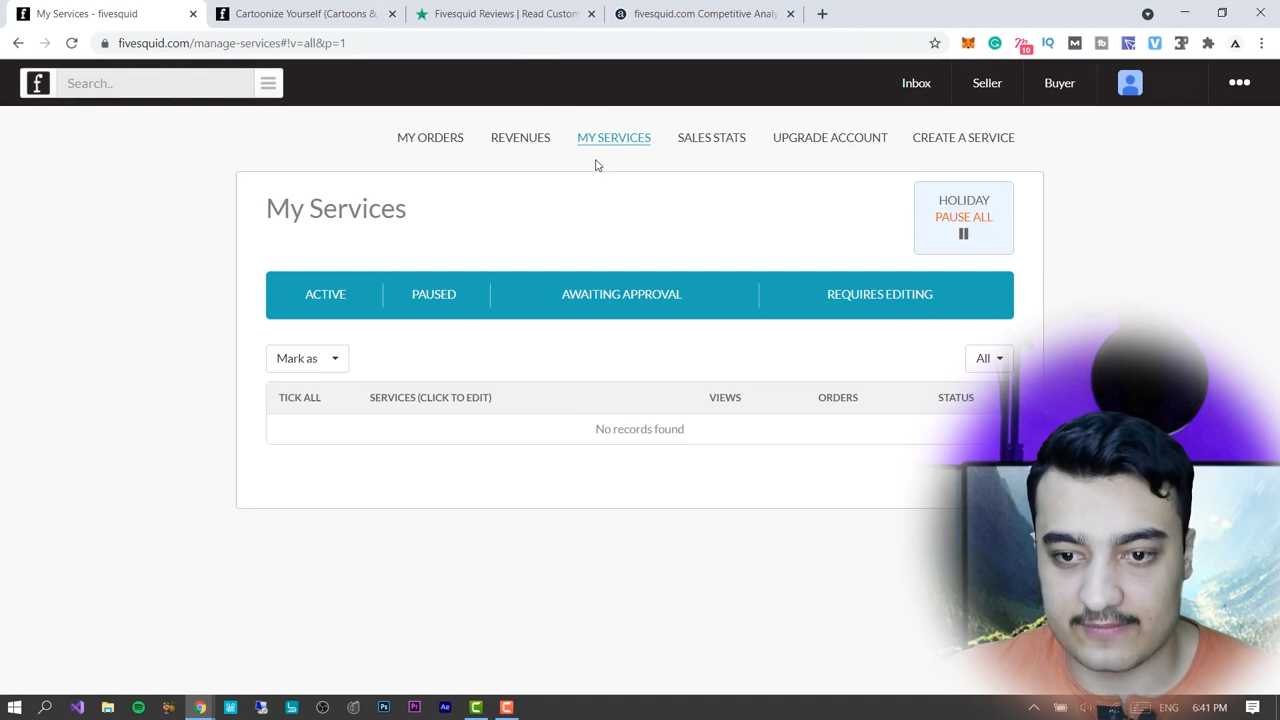 My Services - fivesquid
Cartoonize Yourself (Cartoons &
Fivesquid Reviews | Read Custom
fivesquid.com Competitive Analy
fivesquid.com/manage-services#!v=all&p=1
10
Search..
Inbox
Seller
Buyer
MY ORDERS
REVENUES
MY SERVICES
SALES STATS
UPGRADE ACCOUNT
CREATE A SERVICE
My Services
HOLIDAY
PAUSE ALL
ACTIVE
PAUSED
AWAITING APPROVAL
REQUIRES EDITING
Mark as
All
TICK ALL
SERVICES (CLICK TO EDIT)
VIEWS
ORDERS
STATUS
No records found
ENG
6:41 PM